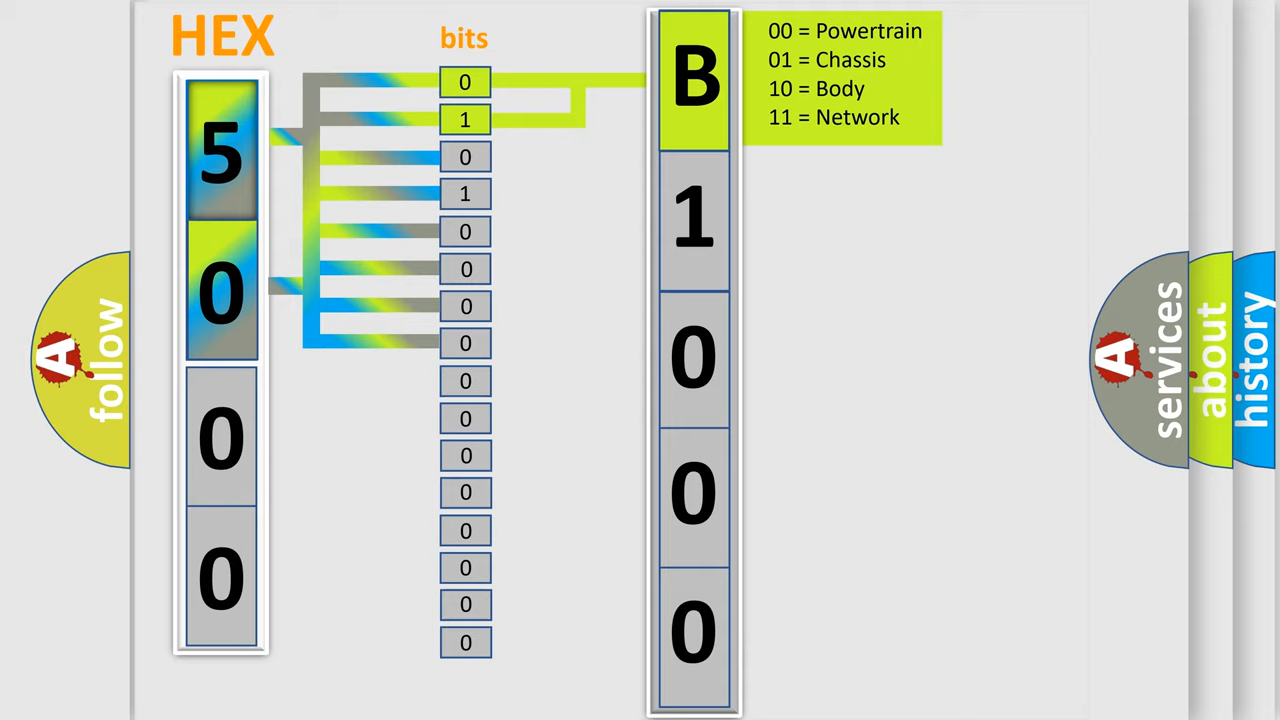 HEX
bits
5
0
0
0
0
1
0
1
0
0
0
0
0
0
0
0
0
0
0
0
B
1
0
0
0
00 = Powertrain
01 = Chassis
10 = Body
11 = Network
A
follow
A
services
about
history